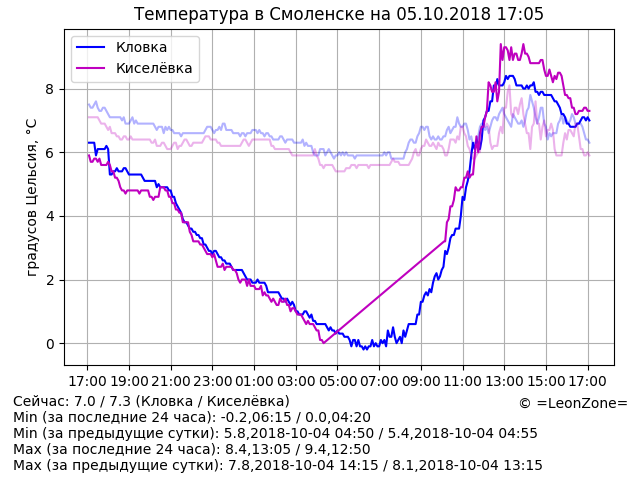 Температура в Смоленске на 05.10.2018 17:05
Кловка
Киселёвка
градусов Цельсия, °C
8
6
4
2
0
17:00 19:00 21:00 23:00 01:00 03:00 05:00 07:00 09:00 11:00 13:00 15:00 17:00
Сейчас: 7.0 / 7.3 (Кловка / Киселёвка)
© =LeonZone=
Min (за последние 24 часа): -0.2,06:15 / 0.0,04:20
Min (за предыдущие сутки): 5.8,2018-10-04 04:50 / 5.4,2018-10-04 04:55
Max (за последние 24 часа): 8.4,13:05 / 9.4,12:50
Max (за предыдущие сутки): 7.8,2018-10-04 14:15 / 8.1,2018-10-04 13:15